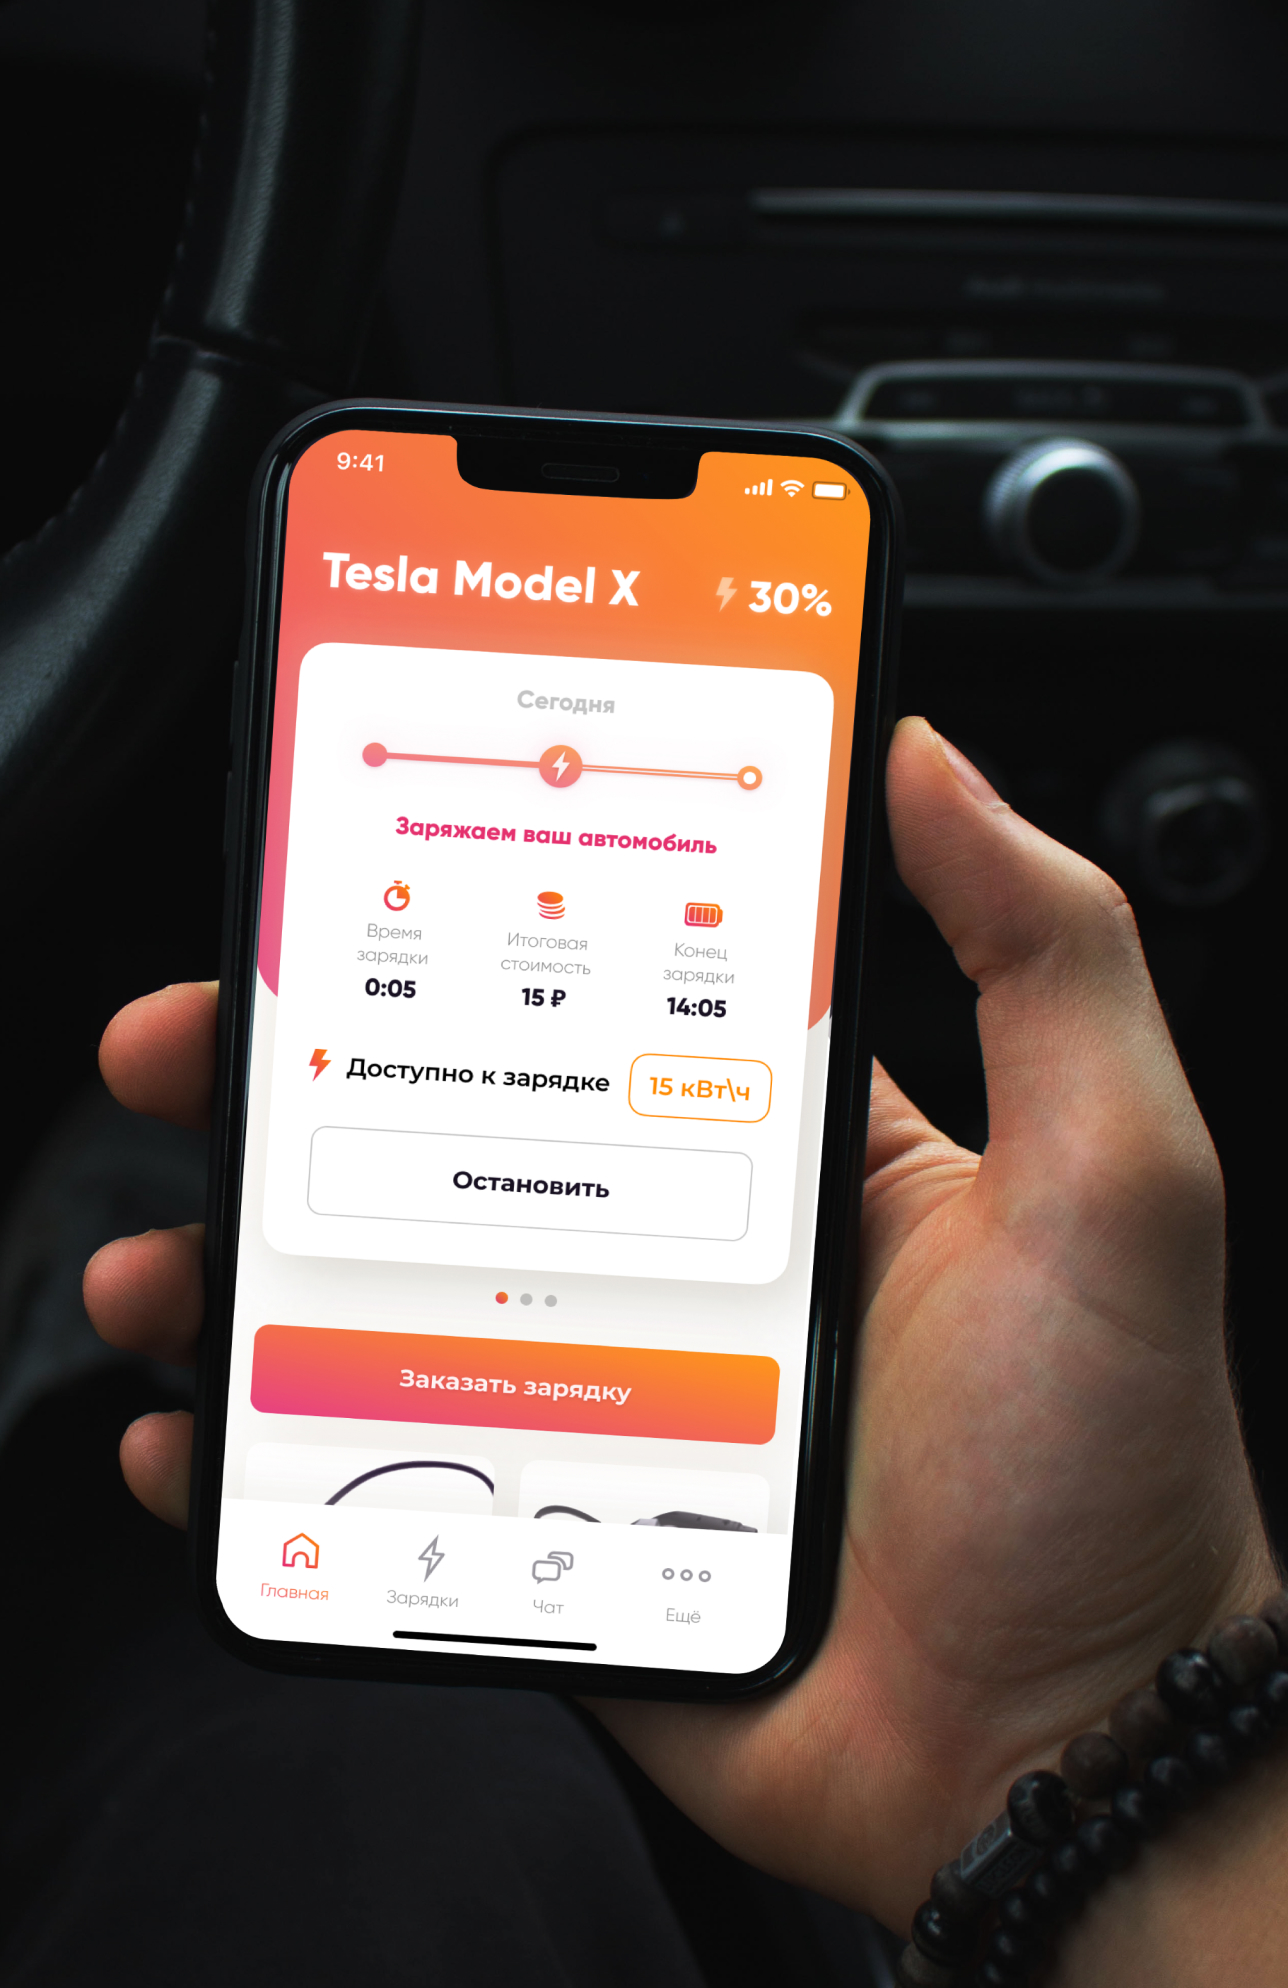 9:41
Tesla Model X
30%
Сегодня
Заряжаем ваш автомобиль
Время
зарядки
0:05
Итоговая
стоимость
15 ₽
Конец
зарядки
14:05
Доступно к зарядке
15 кВт\ч
Остановить
Заказать зарядку
Главная
Зарядки
Чат
Ещё